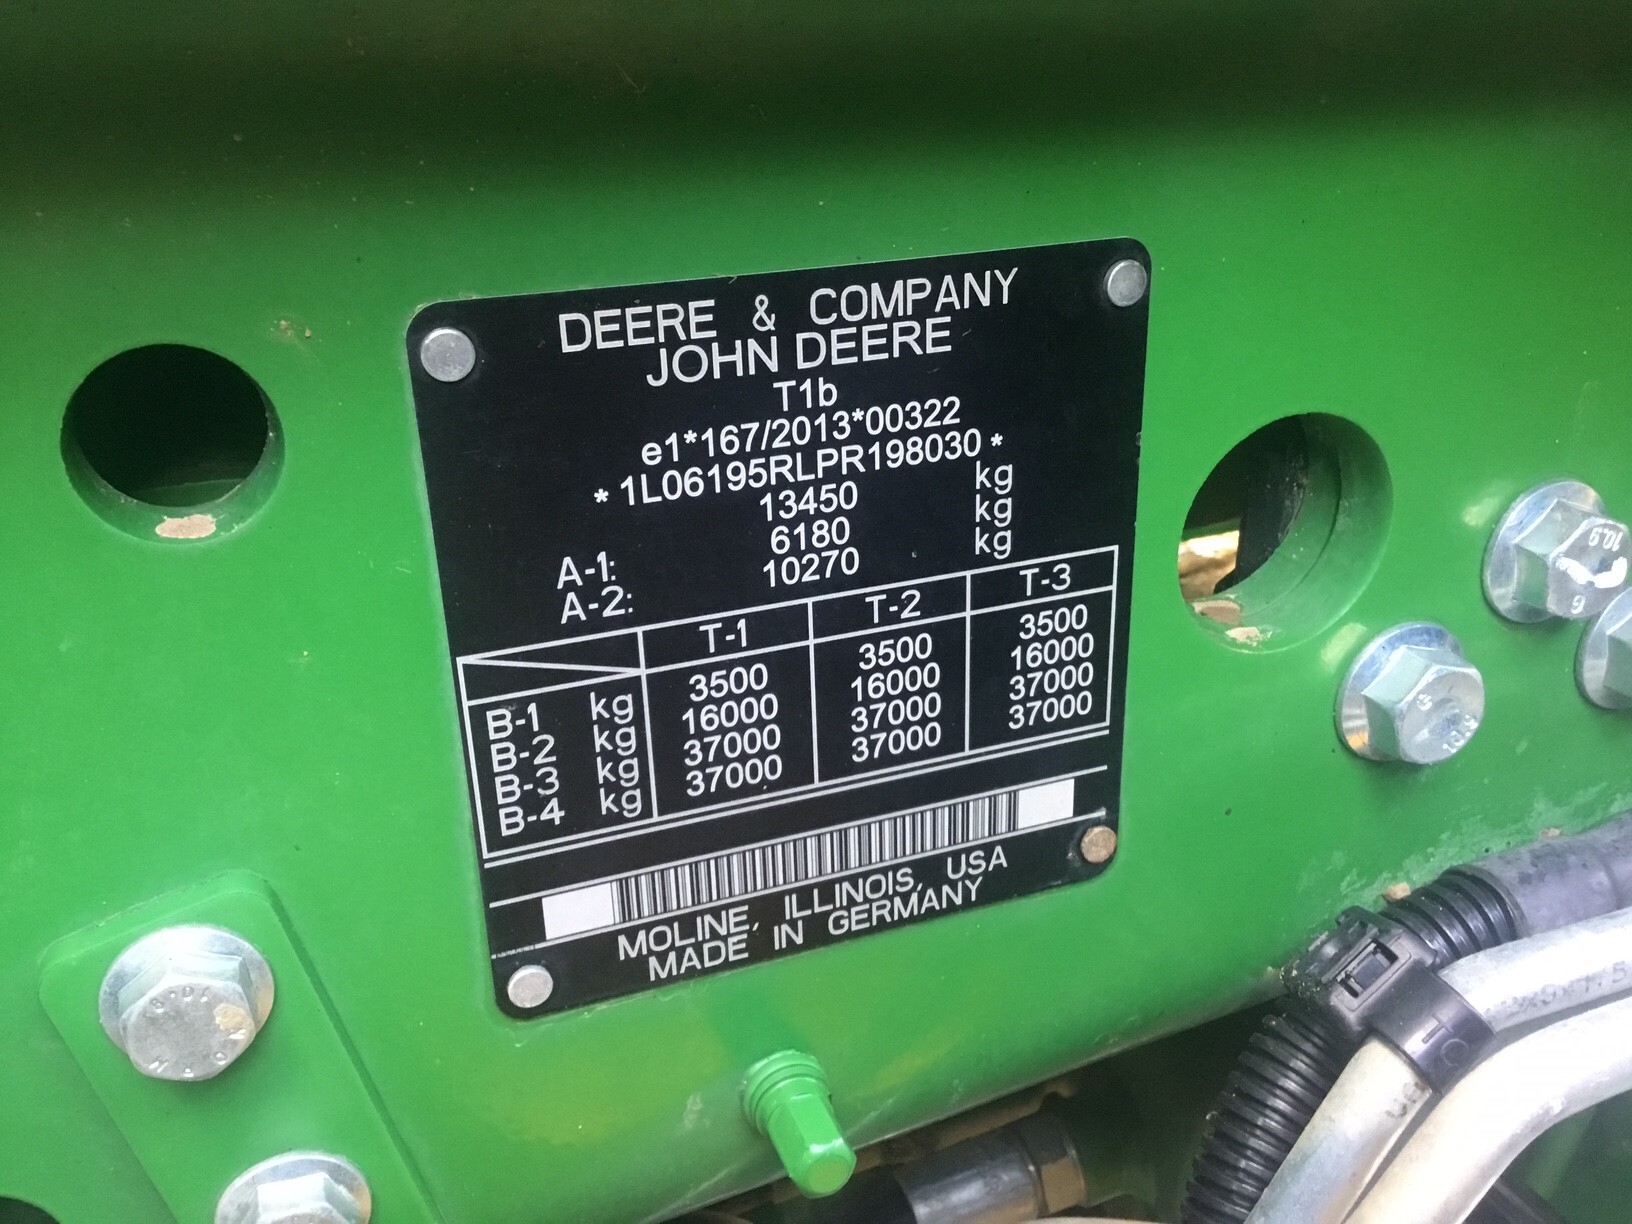 DEERE & COMPANY
JOHN DEERE
T1b
e1*167/2013*00322
* 1L06195RLPR198030 *
13450 kg
A-1: 6180 kg
A-2: 10270 kg
T-1 T-2 T-3
B-1 kg 3500 3500 3500
B-2 kg 16000 16000 16000
B-3 kg 37000 37000 37000
B-4 kg 37000 37000 37000
MOLINE, ILLINOIS, USA
MADE IN GERMANY
10.9